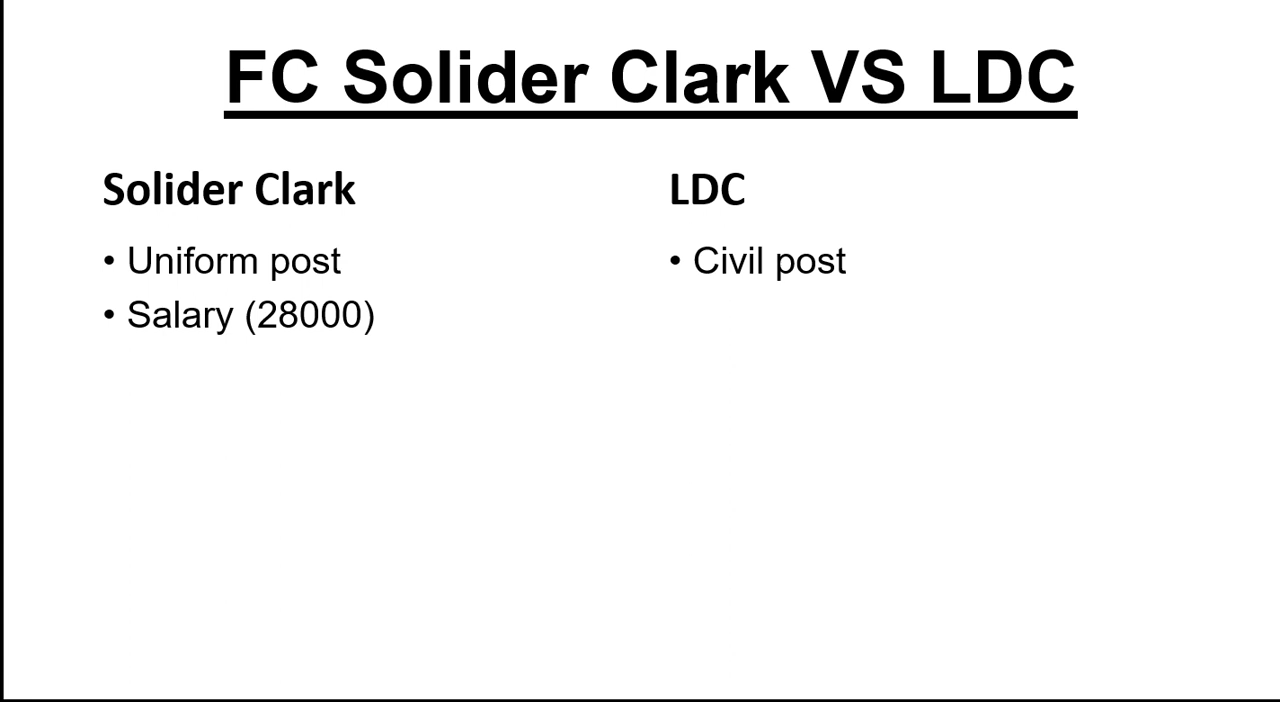 FC Solider Clark VS LDC
Solider Clark
• Uniform post
• Salary (28000)
LDC
• Civil post